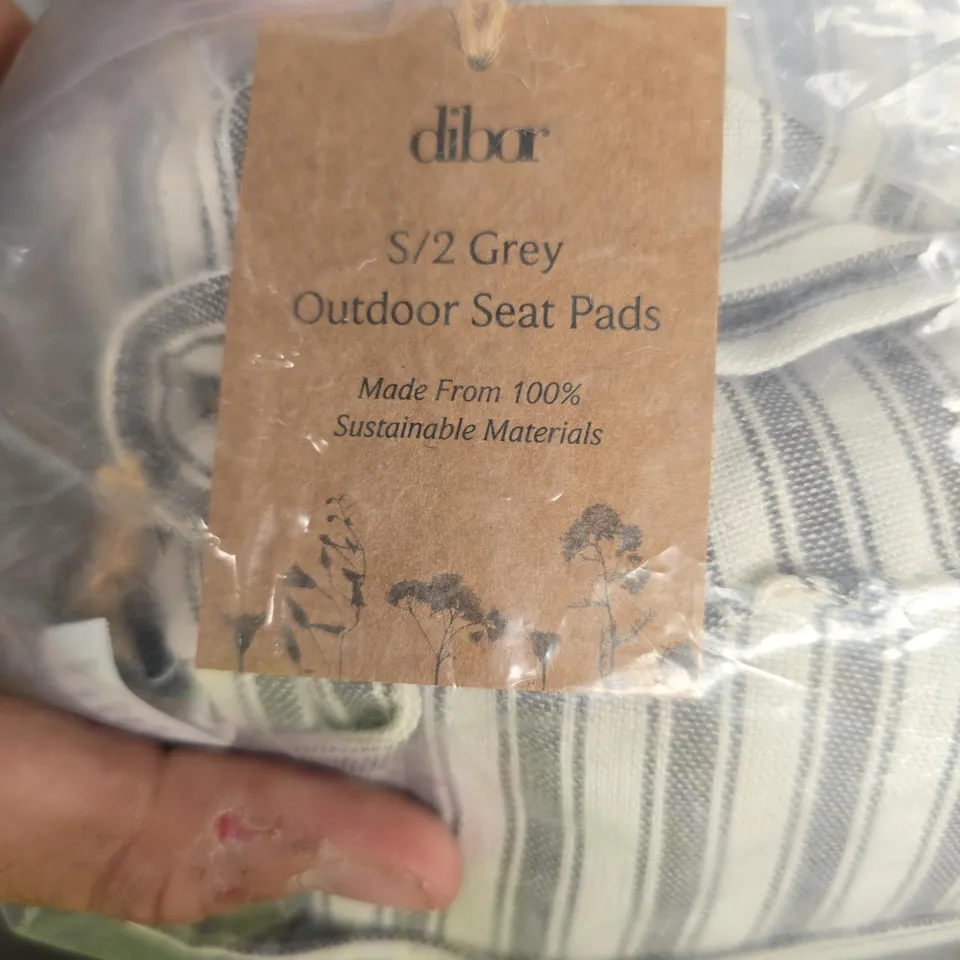 dibor
S/2 Grey
Outdoor Seat Pads
Made From 100%
Sustainable Materials